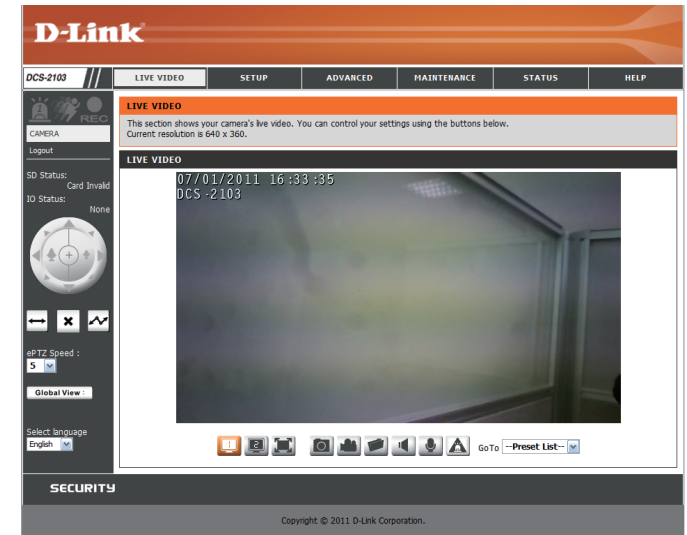 D-Link
DCS-2103
LIVE VIDEO
SETUP
ADVANCED
MAINTENANCE
STATUS
HELP
REC
CAMERA
Logout
SD Status:
Card Invalid
IO Status:
None
ePTZ Speed :
5
Global View :
Select language
English
LIVE VIDEO
This section shows your camera's live video. You can control your settings using the buttons below.
Current resolution is 640 x 360.
LIVE VIDEO
07/01/2011 16:33:35
DCS-2103
1
2
GoTo
--Preset List--
SECURITY
Copyright © 2011 D-Link Corporation.